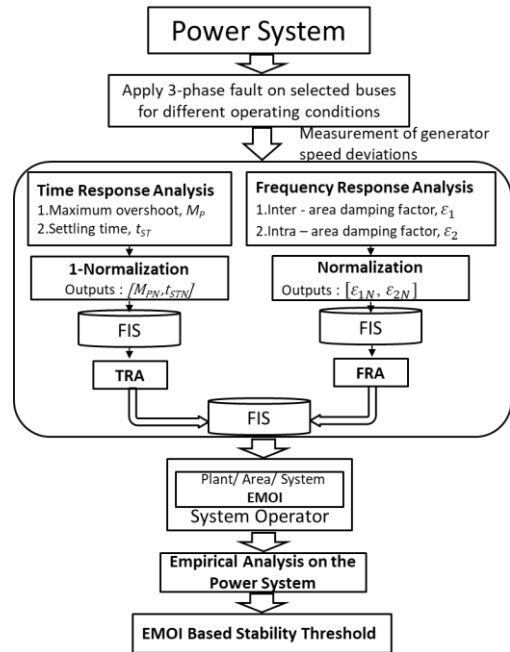 Power System
Apply 3-phase fault on selected buses
for different operating conditions
Measurement of generator
speed deviations
Time Response Analysis
1.Maximum overshoot, M_P
2.Settling time, t_ST
Frequency Response Analysis
1.Inter - area damping factor, ε_1
2.Intra – area damping factor, ε_2
1-Normalization
Outputs : [M_PN,t_STN]
Normalization
Outputs : [ε_1N, ε_2N]
FIS
FIS
TRA
FRA
FIS
Plant/ Area/ System
EMOI
System Operator
Empirical Analysis on the
Power System
EMOI Based Stability Threshold